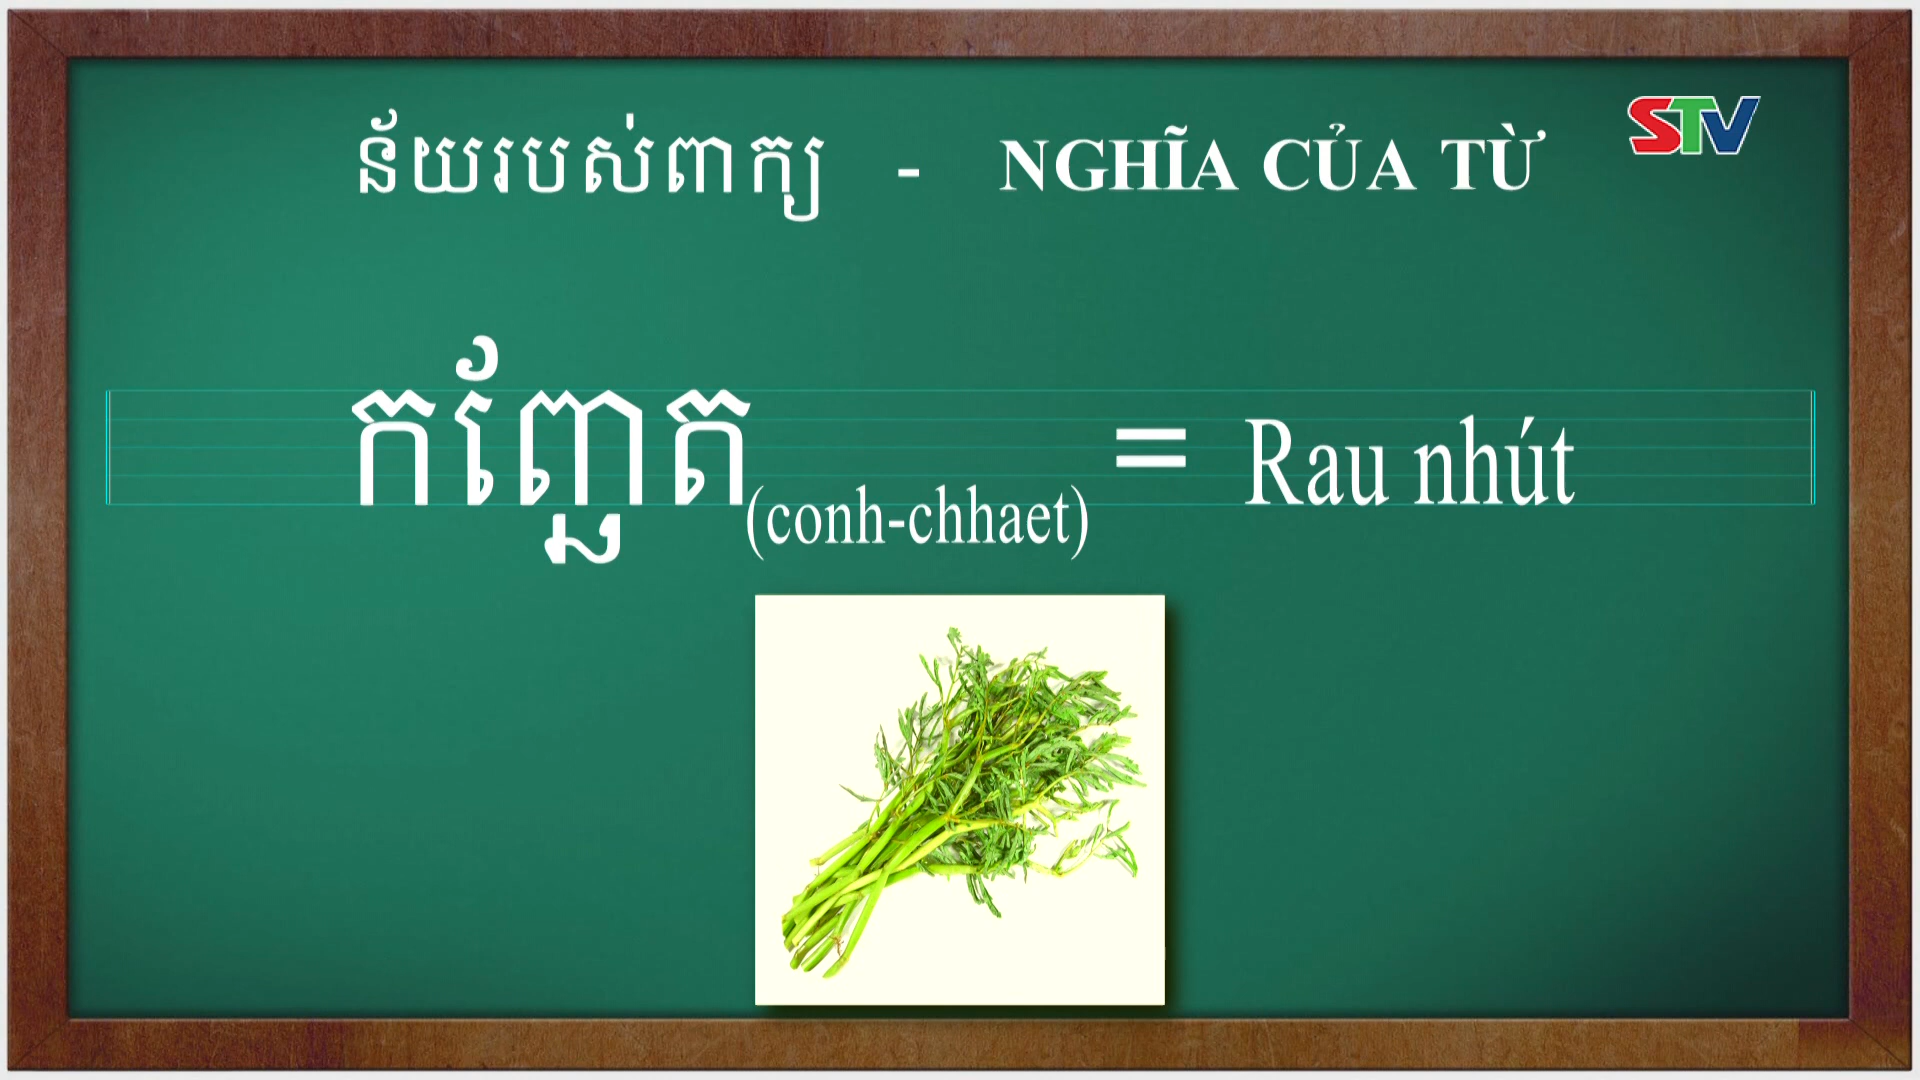 ន័យរបស់ពាក្យ - NGHĨA CỦA TỪ
STV
កញ្ឆែត (conh-chhaet) = Rau nhút